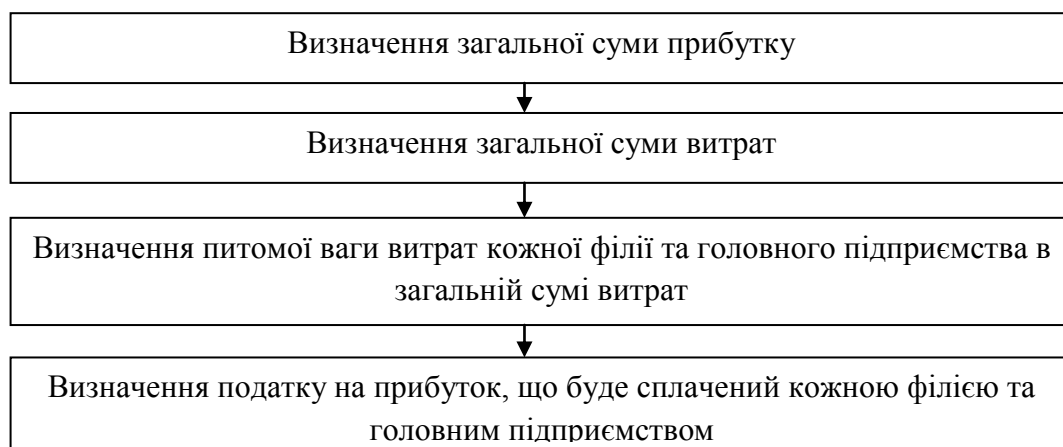 Визначення загальної суми прибутку
Визначення загальної суми витрат
Визначення питомої ваги витрат кожної філії та головного підприємства в
загальній сумі витрат
Визначення податку на прибуток, що буде сплачений кожною філією та
головним підприємством